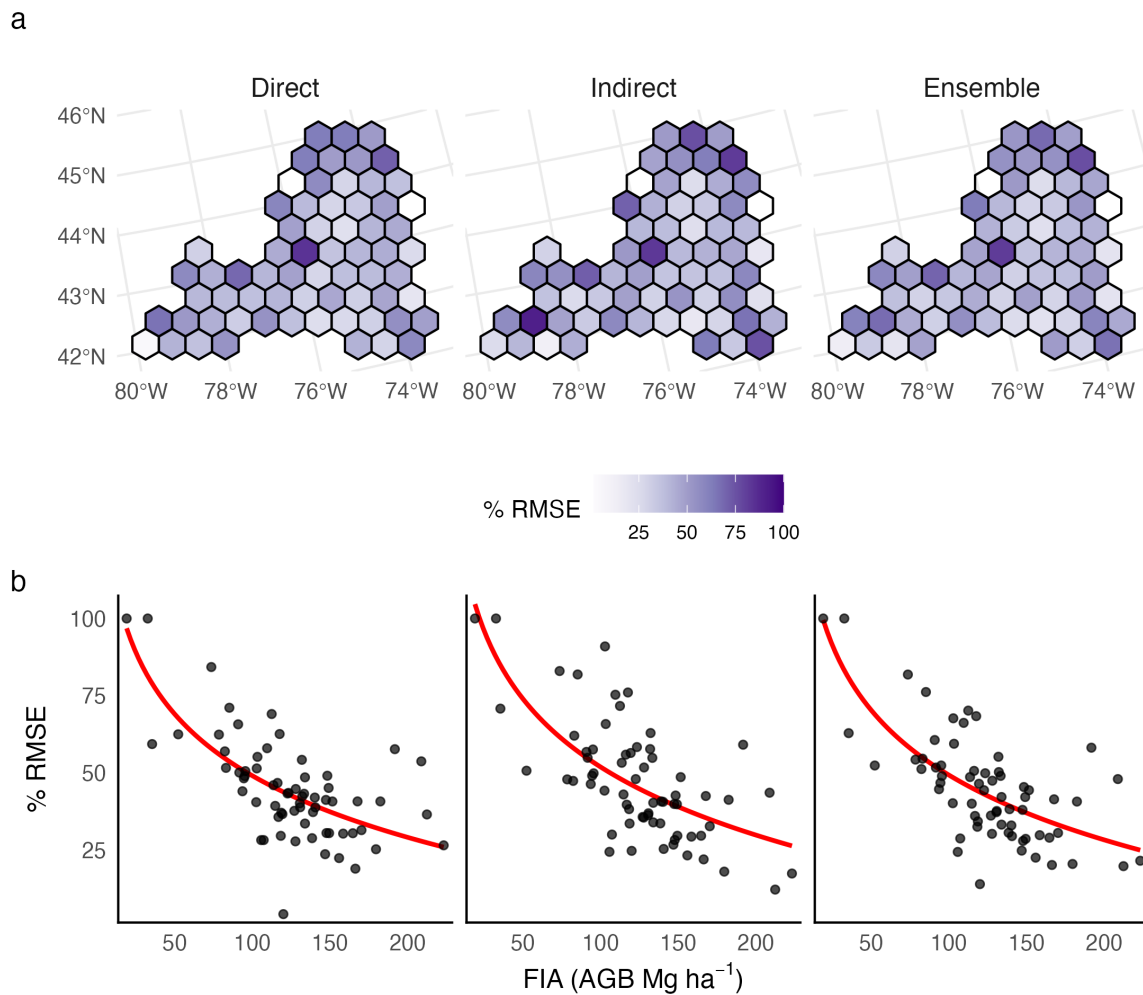 a
Direct Indirect Ensemble
46°N
45°N
44°N
43°N
42°N
80°W 78°W 76°W 74°W 80°W 78°W 76°W 74°W 80°W 78°W 76°W 74°W
% RMSE
25 50 75 100
b
% RMSE
100
75
50
25
50 100 150 200 50 100 150 200 50 100 150 200
FIA (AGB Mg ha⁻¹)